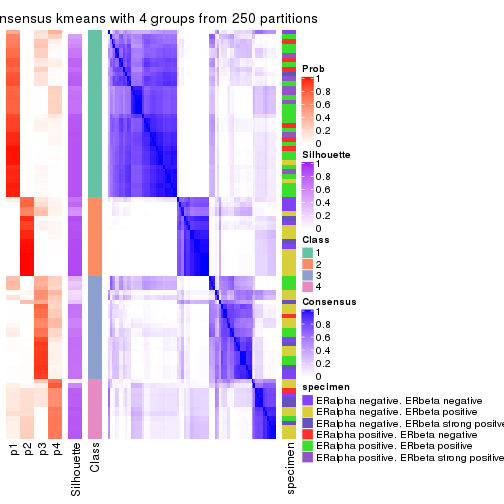 nsensus kmeans with 4 groups from 250 partitions
Prob
1
0.8
0.6
0.4
0.2
0
Silhouette
1
0.8
0.6
0.4
0.2
0
Class
1
2
3
4
Consensus
1
0.8
0.6
0.4
0.2
0
specimen
ERalpha negative. ERbeta negative
ERalpha negative. ERbeta positive
ERalpha negative. ERbeta strong positive
ERalpha positive. ERbeta negative
ERalpha positive. ERbeta positive
ERalpha positive. ERbeta strong positive
p1
p2
p3
p4
Silhouette
Class
specimen